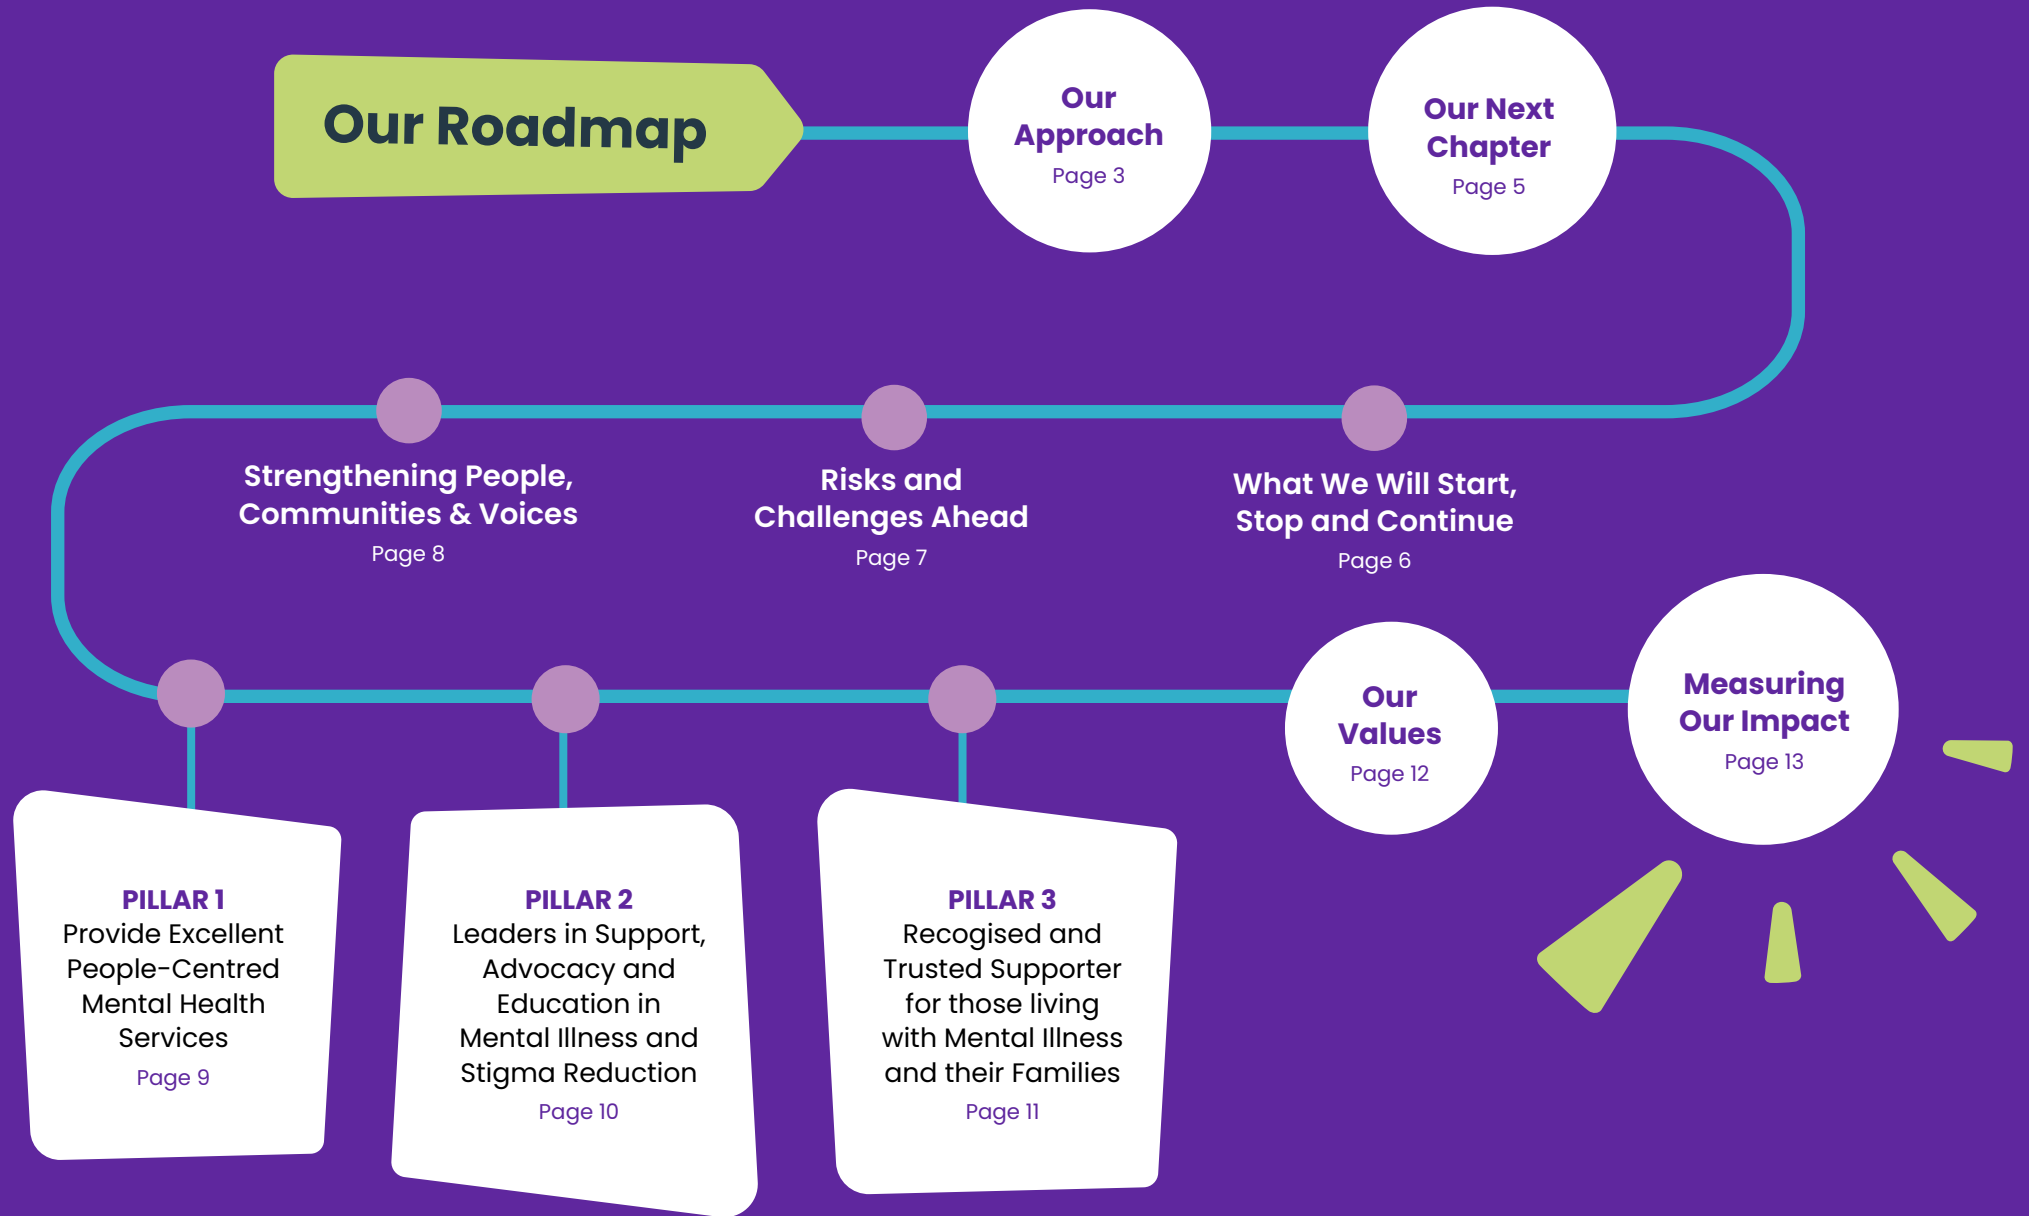 Our Roadmap
Our
Approach
Page 3
Our Next
Chapter
Page 5
What We Will Start,
Stop and Continue
Page 6
Risks and
Challenges Ahead
Page 7
Strengthening People,
Communities & Voices
Page 8
PILLAR 1
Provide Excellent
People-Centred
Mental Health
Services
Page 9
PILLAR 2
Leaders in Support,
Advocacy and
Education in
Mental Illness and
Stigma Reduction
Page 10
PILLAR 3
Recogised and
Trusted Supporter
for those living
with Mental Illness
and their Families
Page 11
Our
Values
Page 12
Measuring
Our Impact
Page 13